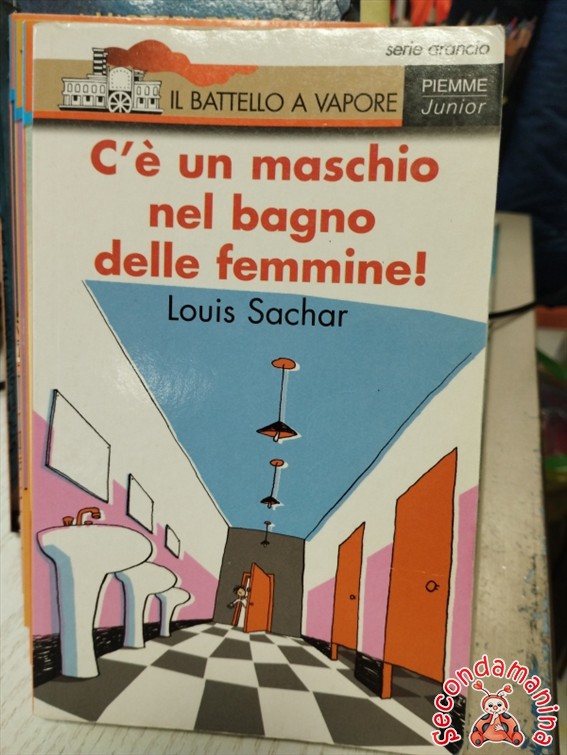 serie arancio
IL BATTELLO A VAPORE
PIEMME
Junior
C'è un maschio
nel bagno
delle femmine!
Louis Sachar
secondamanina